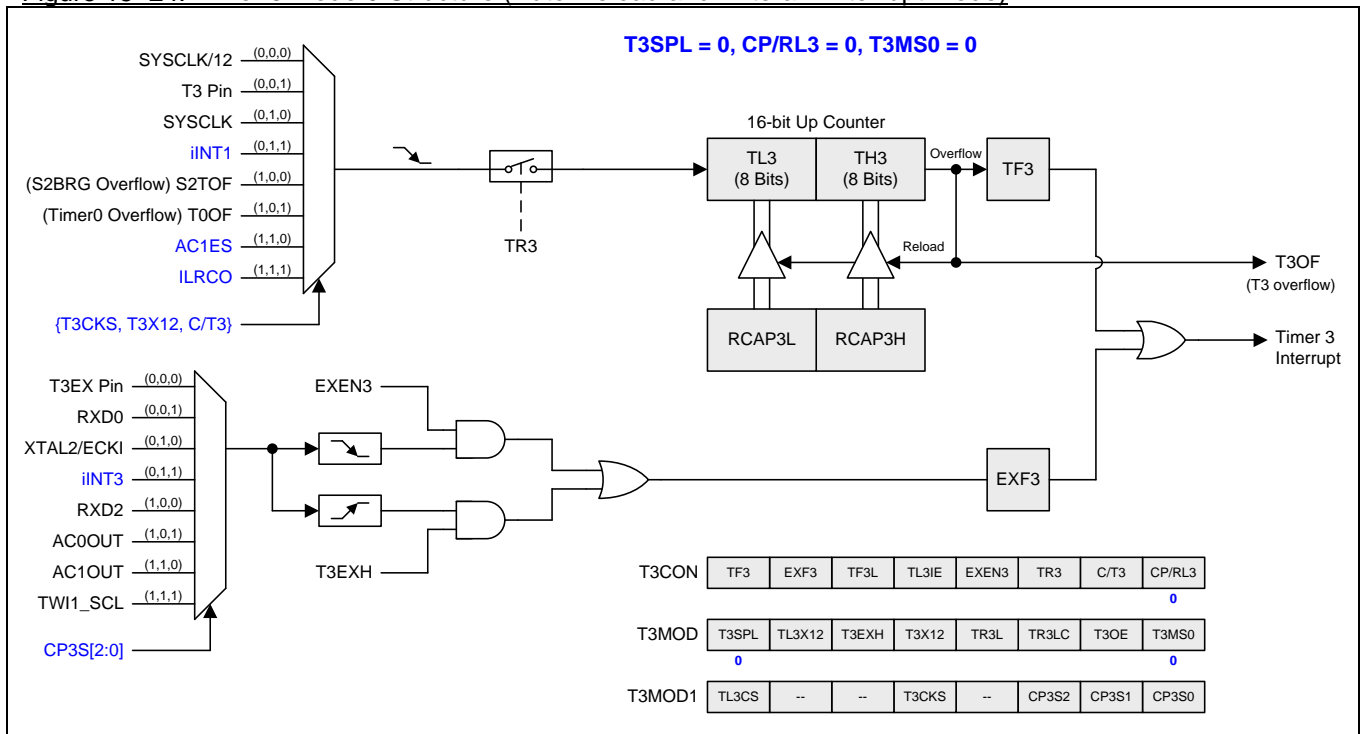 T3SPL = 0, CP/RL3 = 0, T3MS0 = 0
SYSCLK/12 (0,0,0)
T3 Pin (0,0,1)
SYSCLK (0,1,0)
iINT1 (0,1,1)
(S2BRG Overflow) S2TOF (1,0,0)
(Timer0 Overflow) T0OF (1,0,1)
AC1ES (1,1,0)
ILRCO (1,1,1)
{T3CKS, T3X12, C/T3}
TR3
16-bit Up Counter
TL3
(8 Bits)
TH3
(8 Bits)
Overflow
TF3
Reload
RCAP3L
RCAP3H
T3OF
(T3 overflow)
Timer 3
Interrupt
T3EX Pin (0,0,0)
RXD0 (0,0,1)
XTAL2/ECKI (0,1,0)
iINT3 (0,1,1)
RXD2 (1,0,0)
AC0OUT (1,0,1)
AC1OUT (1,1,0)
TWI1_SCL (1,1,1)
CP3S[2:0]
EXEN3
T3EXH
EXF3
T3CON TF3 EXF3 TF3L TL3IE EXEN3 TR3 C/T3 CP/RL3
0
T3MOD T3SPL TL3X12 T3EXH T3X12 TR3L TR3LC T3OE T3MS0
0 0
T3MOD1 TL3CS -- -- T3CKS -- CP3S2 CP3S1 CP3S0